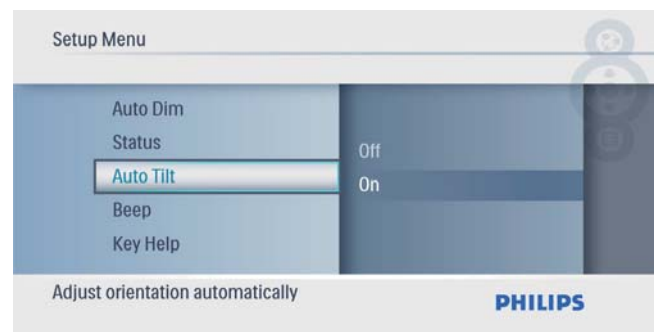 Setup Menu
Auto Dim
Status
Auto Tilt
Beep
Key Help
Off
On
Adjust orientation automatically
PHILIPS